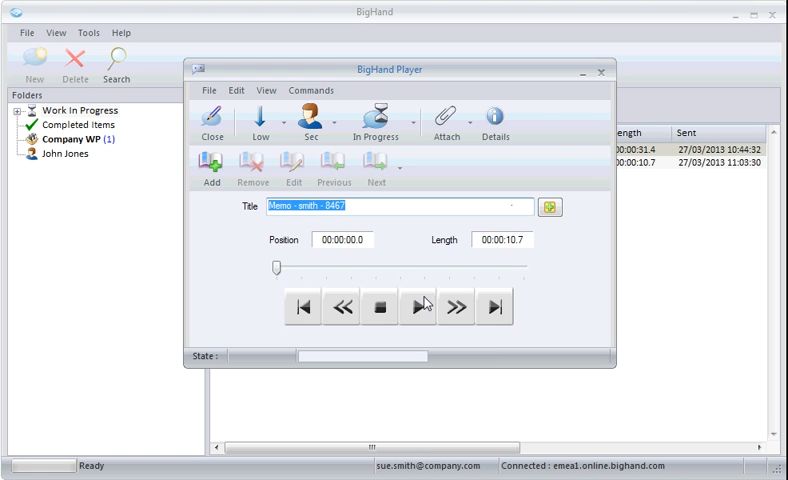 BigHand
File View Tools Help
New Delete Search
Folders
Work In Progress
Completed Items
Company WP (1)
John Jones
BigHand Player
File Edit View Commands
Close Low Sec In Progress Attach Details
Add Remove Edit Previous Next
Title Memo - smith - 8467
Position 00:00:00.0 Length 00:00:10.7
State :
ength Sent
00:00:31.4 27/03/2013 10:44:32
00:00:10.7 27/03/2013 11:03:30
Ready sue.smith@company.com Connected : emea1.online.bighand.com